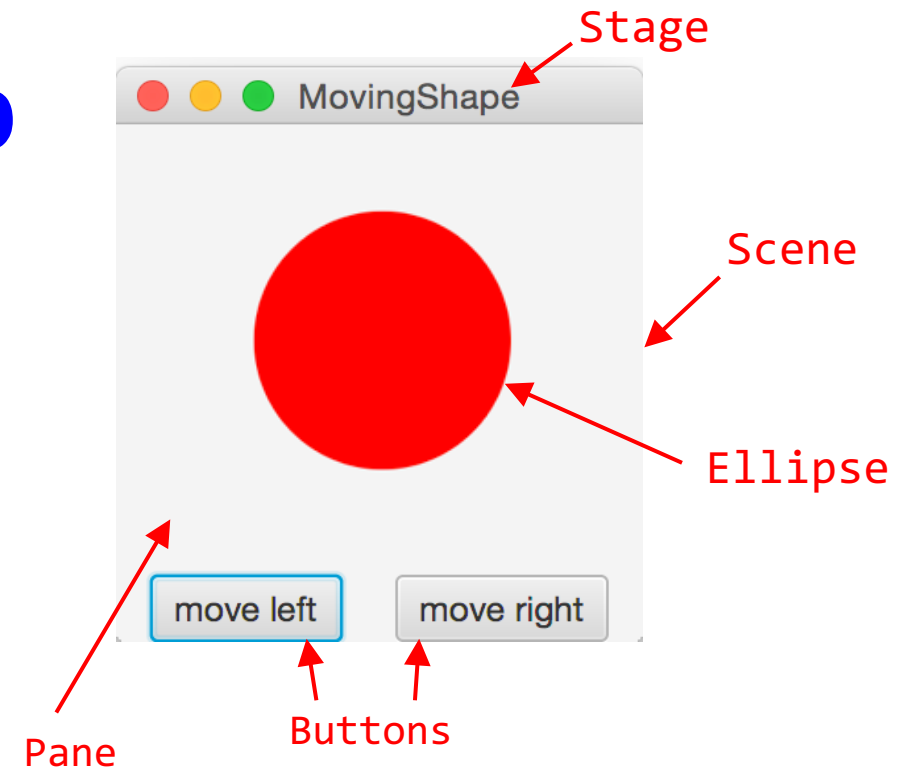 Stage
MovingShape
Scene
Ellipse
move left
move right
Buttons
Pane